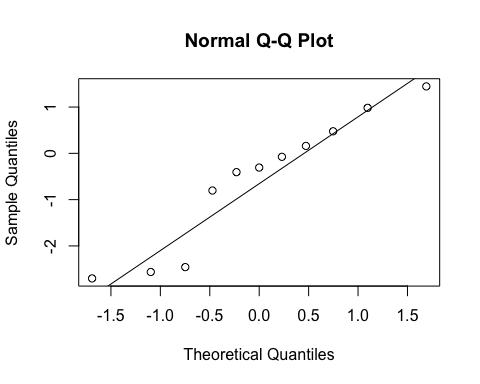 Normal Q-Q Plot
Sample Quantiles
1
0
-1
-2
-1.5 -1.0 -0.5 0.0 0.5 1.0 1.5
Theoretical Quantiles